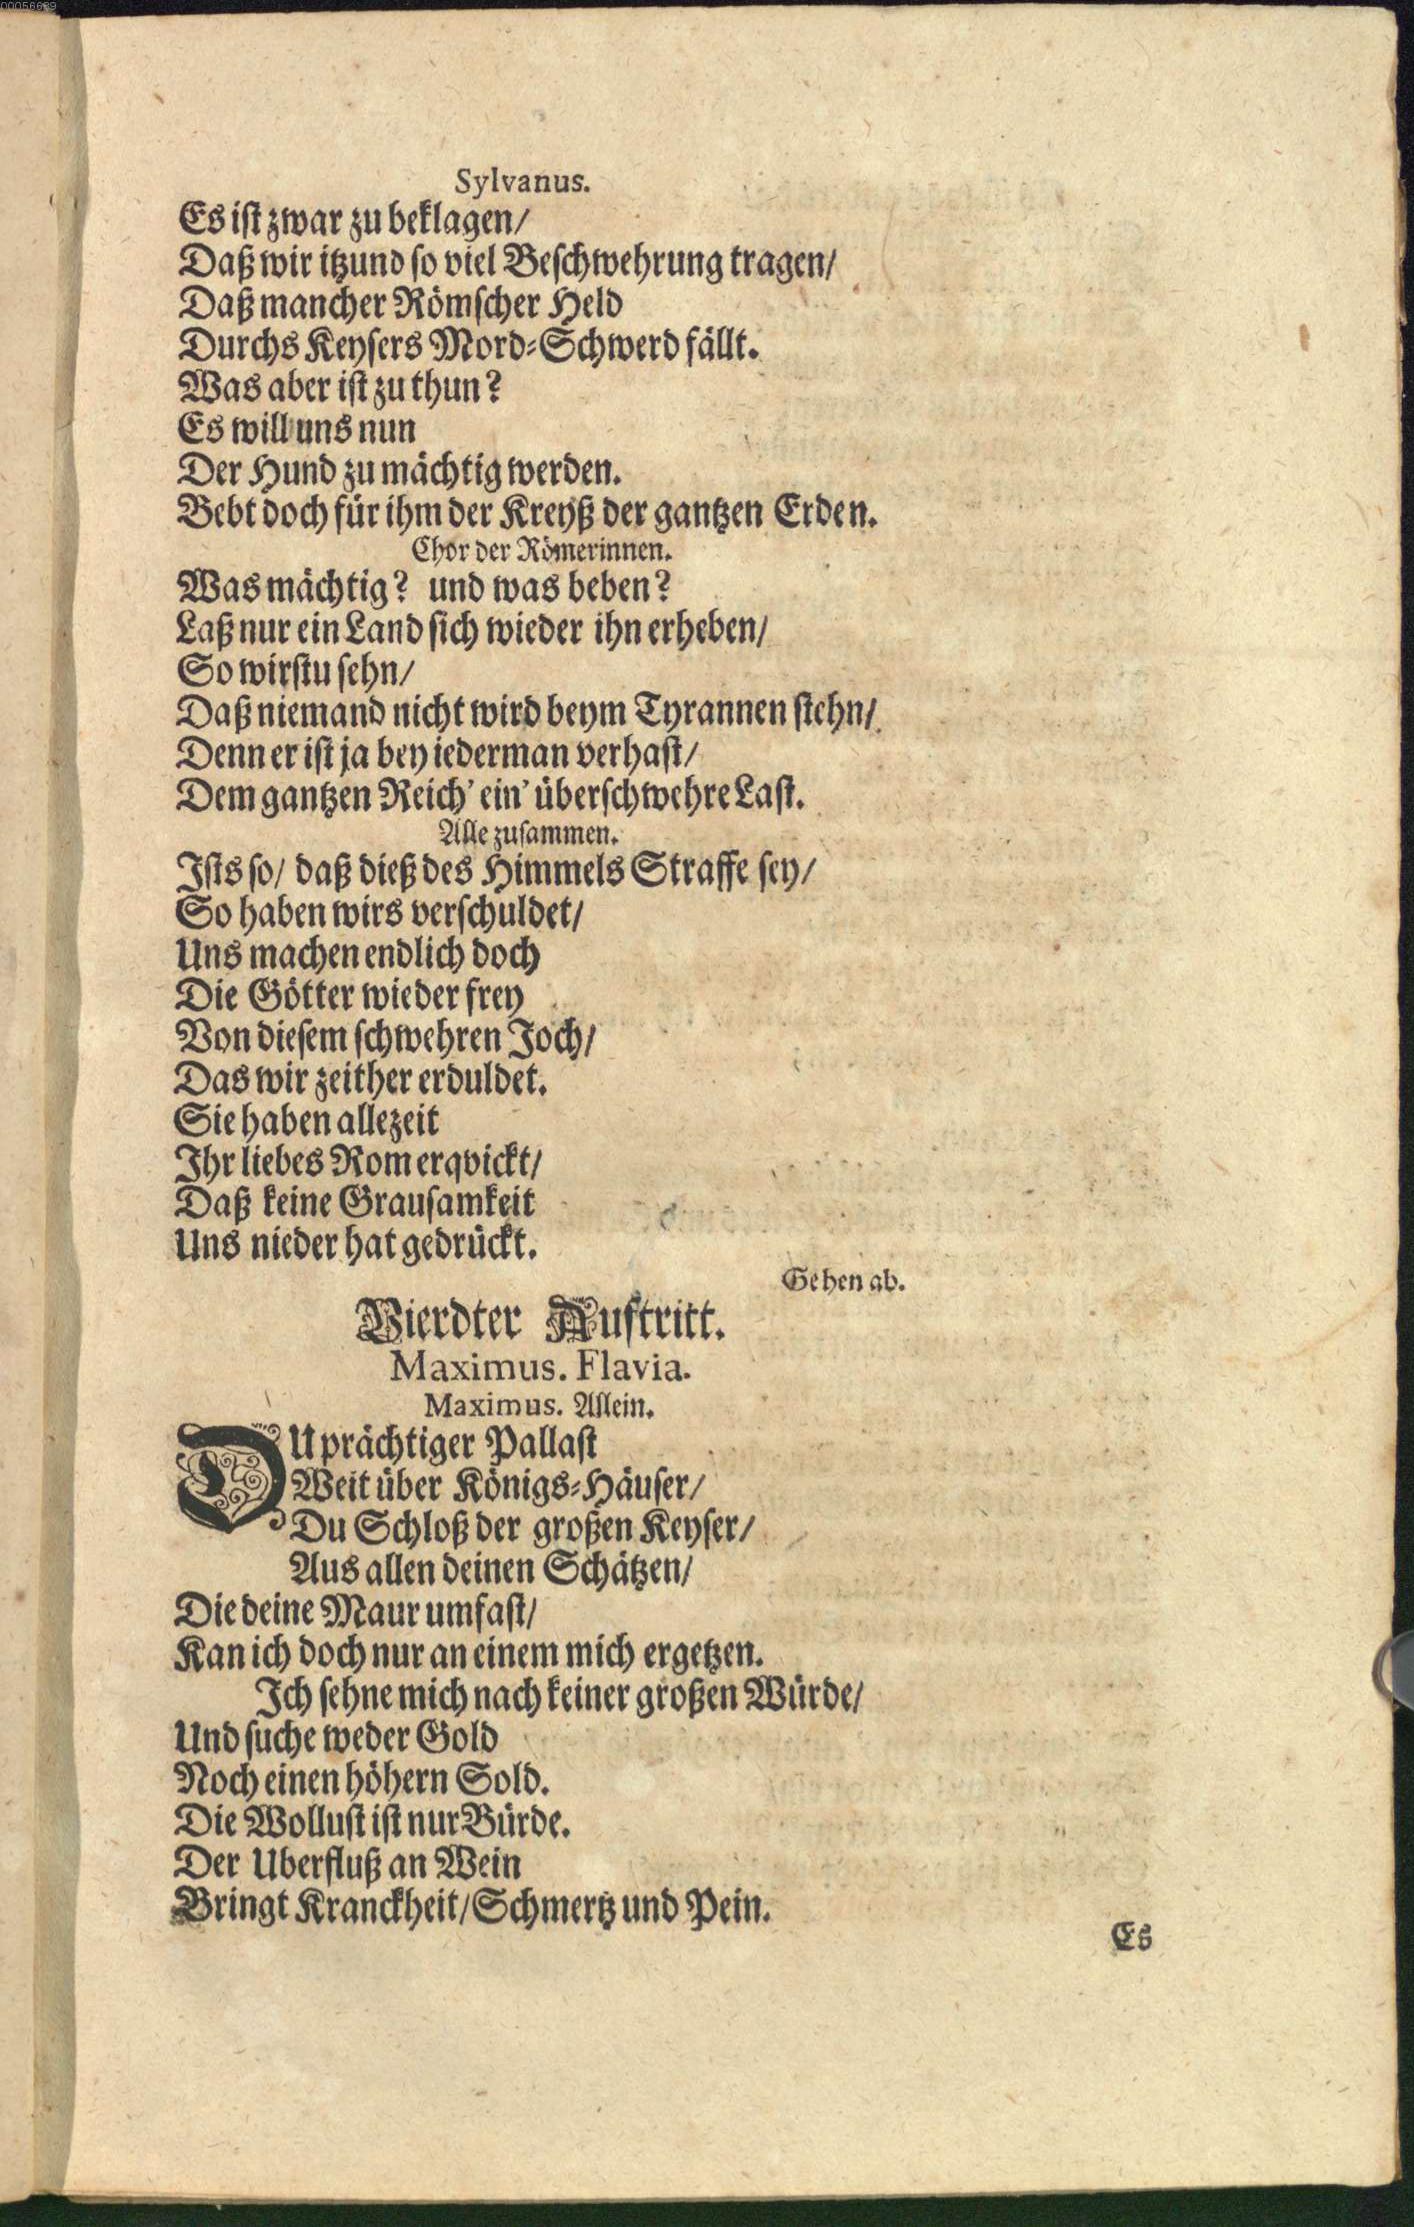 00056689
Sylvanus.
Es ist zwar zu beklagen/
Daß wir itzund so viel Beschwehrung tragen/
Daß mancher Römscher Held
Durchs Keysers Mord-Schwerd fällt.
Was aber ist zu thun?
Es will uns nun
Der Hund zu mächtig werden.
Bebt doch für ihm der Kreyß der gantzen Erden.
Chor der Römerinnen.
Was mächtig? und was beben?
Laß nur ein Land sich wieder ihn erheben/
So wirstu sehn/
Daß niemand nicht wird beym Tyrannen stehn/
Denn er ist ja bey iederman verhast/
Dem gantzen Reich' ein' überschwehre Last.
Alle zusammen.
Ists so/ daß dieß des Himmels Straffe sey/
So haben wirs verschuldet/
Uns machen endlich doch
Die Götter wieder frey
Von diesem schwehren Joch/
Das wir zeither erduldet.
Sie haben allezeit
Ihr liebes Rom erqvickt/
Daß keine Grausamkeit
Uns nieder hat gedrückt.
Gehen ab.
Vierdter Auftritt.
Maximus. Flavia.
Maximus. Allein.
DU prächtiger Pallast
Weit über Königs-Häuser/
Du Schloß der großen Keyser/
Aus allen deinen Schätzen/
Die deine Maur umfast/
Kan ich doch nur an einem mich ergetzen.
Ich sehne mich nach keiner großen Würde/
Und suche weder Gold
Noch einen höhern Sold.
Die Wollust ist nur Bürde.
Der Uberfluß an Wein
Bringt Kranckheit/ Schmertz und Pein.
Es